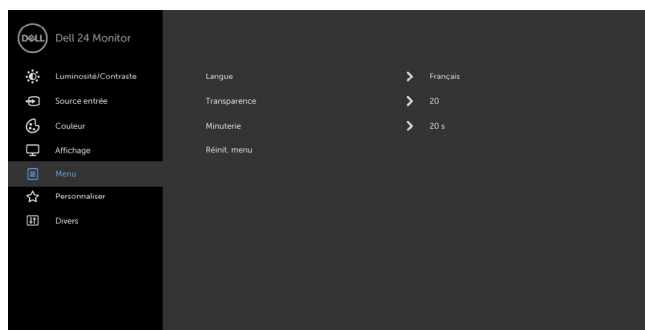 DELL Dell 24 Monitor
Luminosité/Contraste Langue Français
Source entrée Transparence 20
Couleur Minuterie 20 s
Affichage Réinit. menu
Menu
Personnaliser
Divers